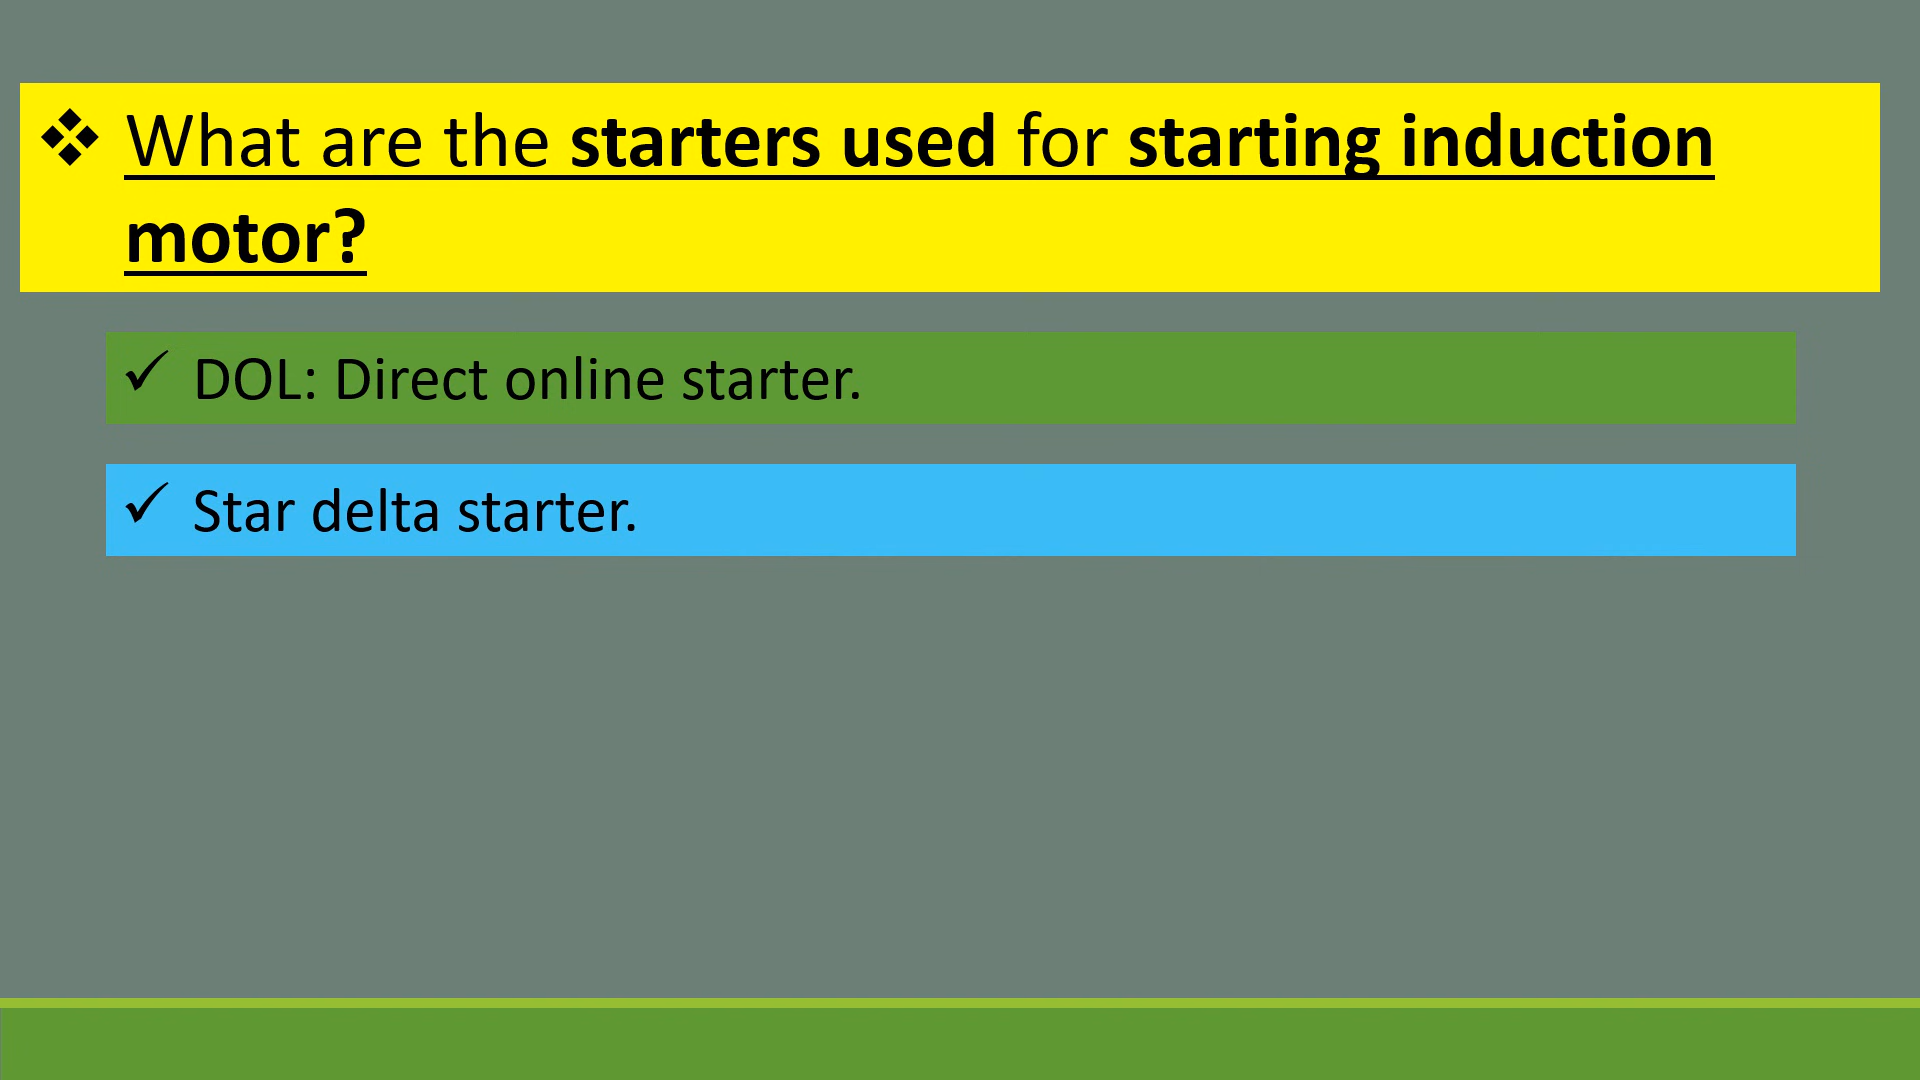 What are the starters used for starting induction
motor?
DOL: Direct online starter.
Star delta starter.